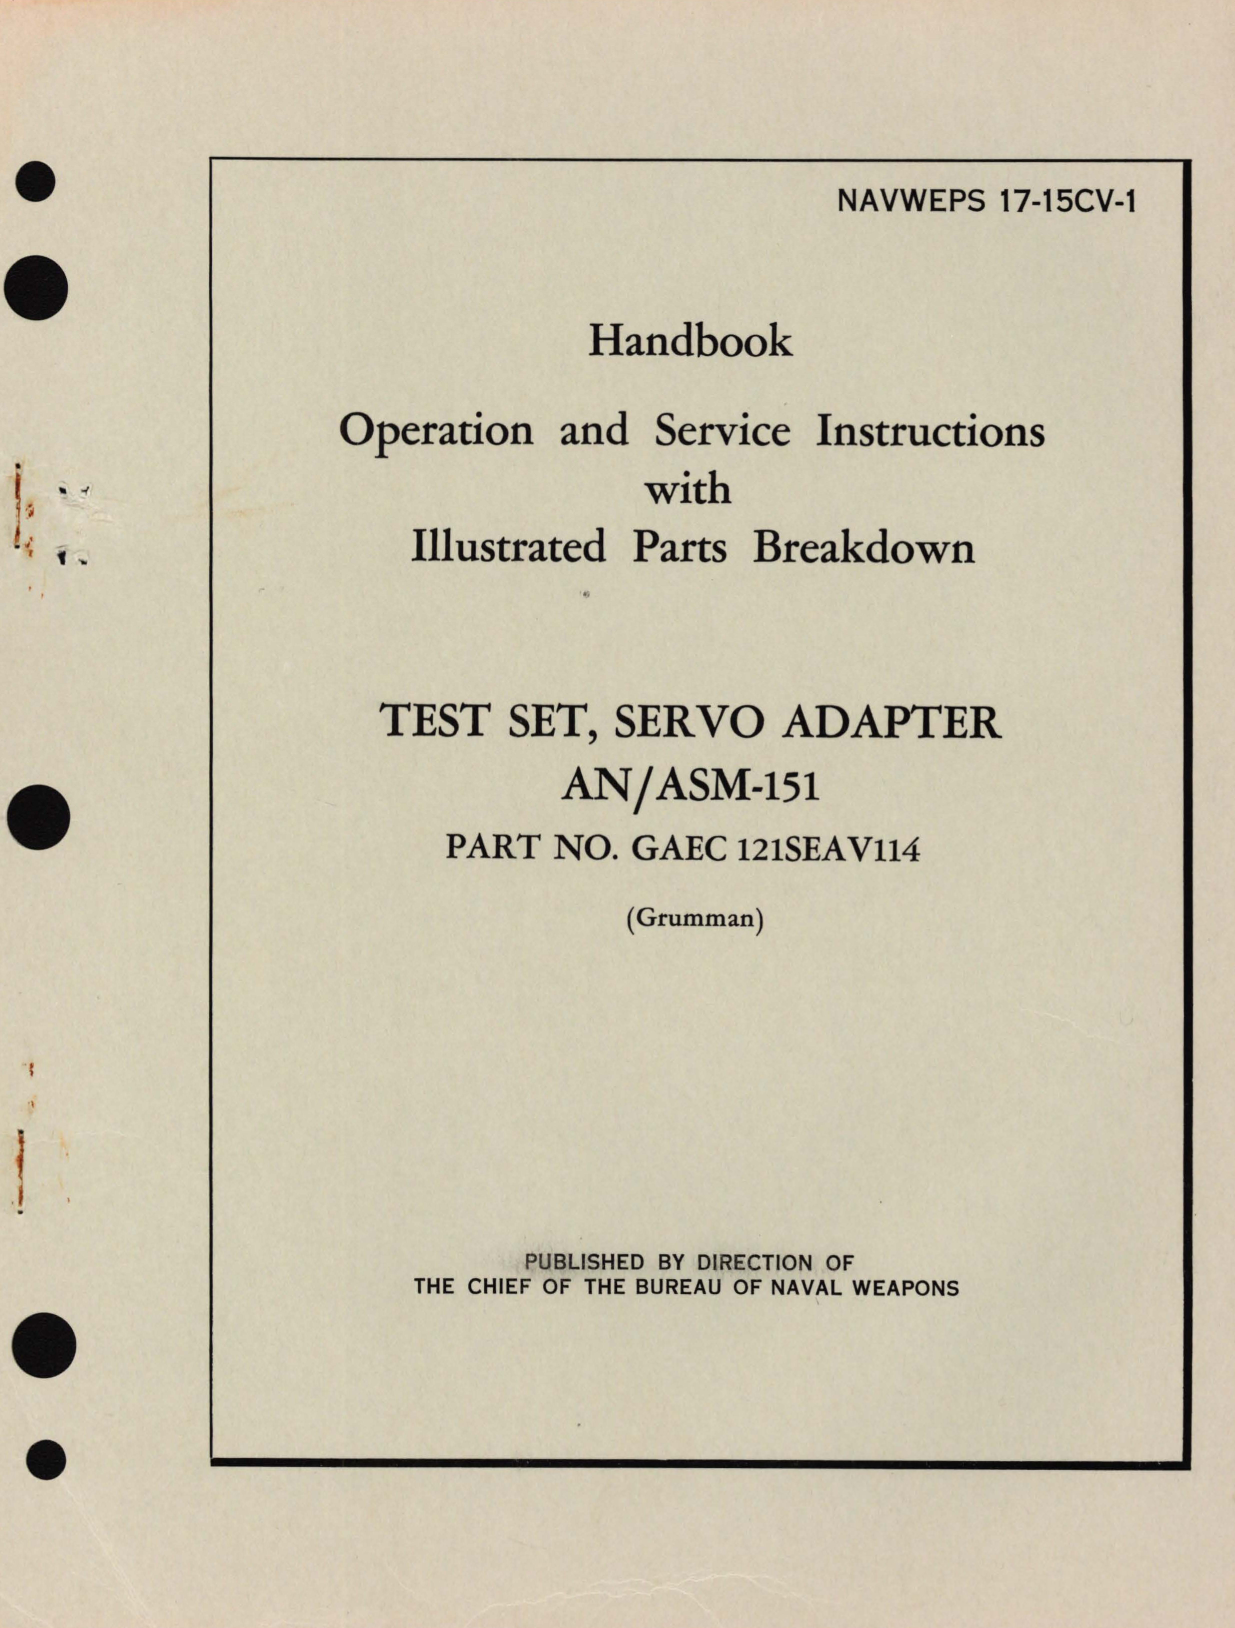 NAVWEPS 17-15CV-1
Handbook
Operation and Service Instructions
with
Illustrated Parts Breakdown
TEST SET, SERVO ADAPTER
AN/ASM-151
PART NO. GAEC 121SEAV114
(Grumman)
PUBLISHED BY DIRECTION OF
THE CHIEF OF THE BUREAU OF NAVAL WEAPONS